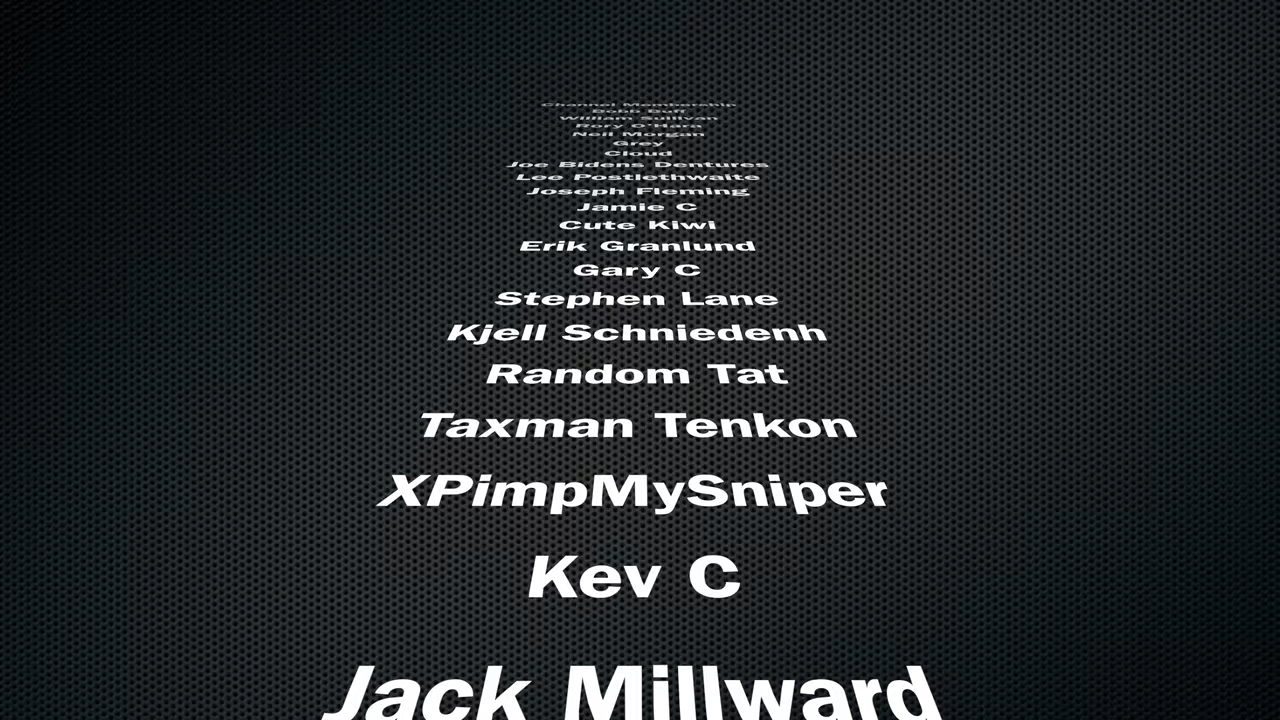 Channel Membership
Bobb Buff
William Sullivan
Rory O'Hara
Neil Morgan
Grey
Cloud
Joe Bidens Dentures
Lee Postlethwaite
Joseph Fleming
Jamie C
Cute Kiwi
Erik Granlund
Gary C
Stephen Lane
Kjell Schniedenh
Random Tat
Taxman Tenkon
XPimpMySniper
Kev C
Jack Millward